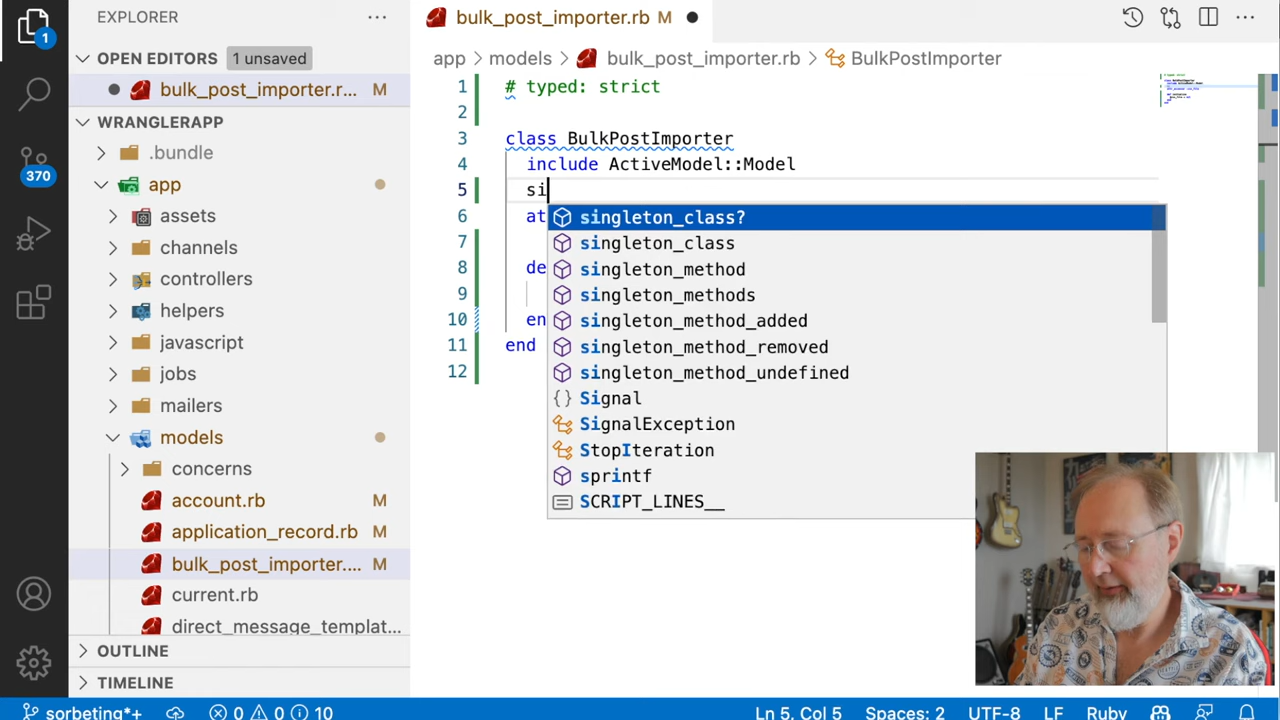 EXPLORER ...
bulk_post_importer.rb M
1
OPEN EDITORS 1 unsaved
bulk_post_importer.r... M
WRANGLERAPP
.bundle
app
assets
channels
controllers
helpers
javascript
jobs
mailers
models
concerns
account.rb M
application_record.rb M
bulk_post_importer.... M
current.rb
direct_message_templat...
OUTLINE
TIMELINE
370
app > models > bulk_post_importer.rb > BulkPostImporter
1 # typed: strict
2
3 class BulkPostImporter
4 include ActiveModel::Model
5 si
6 at
7
8 de
9
10 en
11 end
12
singleton_class?
singleton_class
singleton_method
singleton_methods
singleton_method_added
singleton_method_removed
singleton_method_undefined
Signal
SignalException
StopIteration
sprintf
SCRIPT_LINES__
sorbeting*+ 0 0 10 Ln 5, Col 5 Spaces: 2 UTF-8 LF Ruby